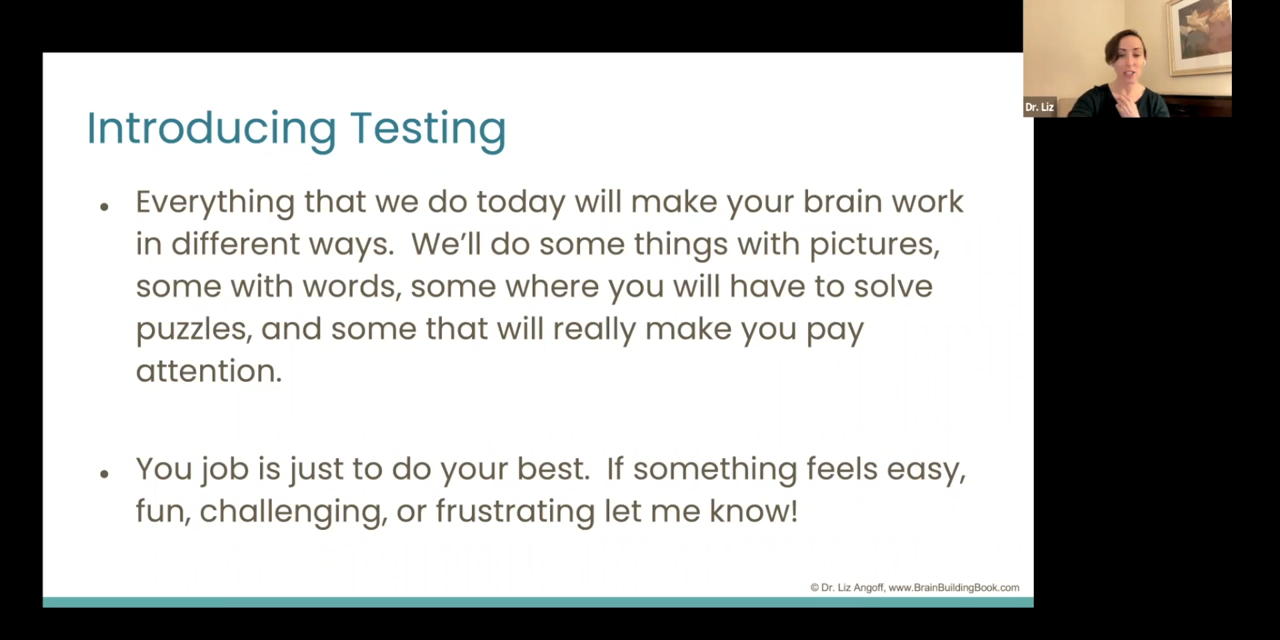 Dr. Liz
Introducing Testing
• Everything that we do today will make your brain work
in different ways.  We’ll do some things with pictures,
some with words, some where you will have to solve
puzzles, and some that will really make you pay
attention.
• You job is just to do your best.  If something feels easy,
fun, challenging, or frustrating let me know!
© Dr. Liz Angoff, www.BrainBuildingBook.com